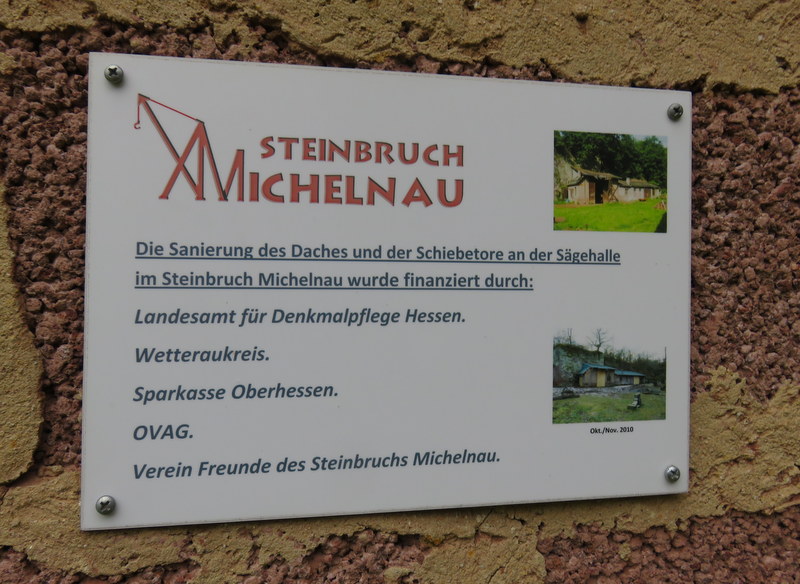 STEINBRUCH
MICHELNAU
Die Sanierung des Daches und der Schiebetore an der Sägehalle
im Steinbruch Michelnau wurde finanziert durch:
Landesamt für Denkmalpflege Hessen.
Wetteraukreis.
Sparkasse Oberhessen.
OVAG.
Okt./Nov. 2010
Verein Freunde des Steinbruchs Michelnau.